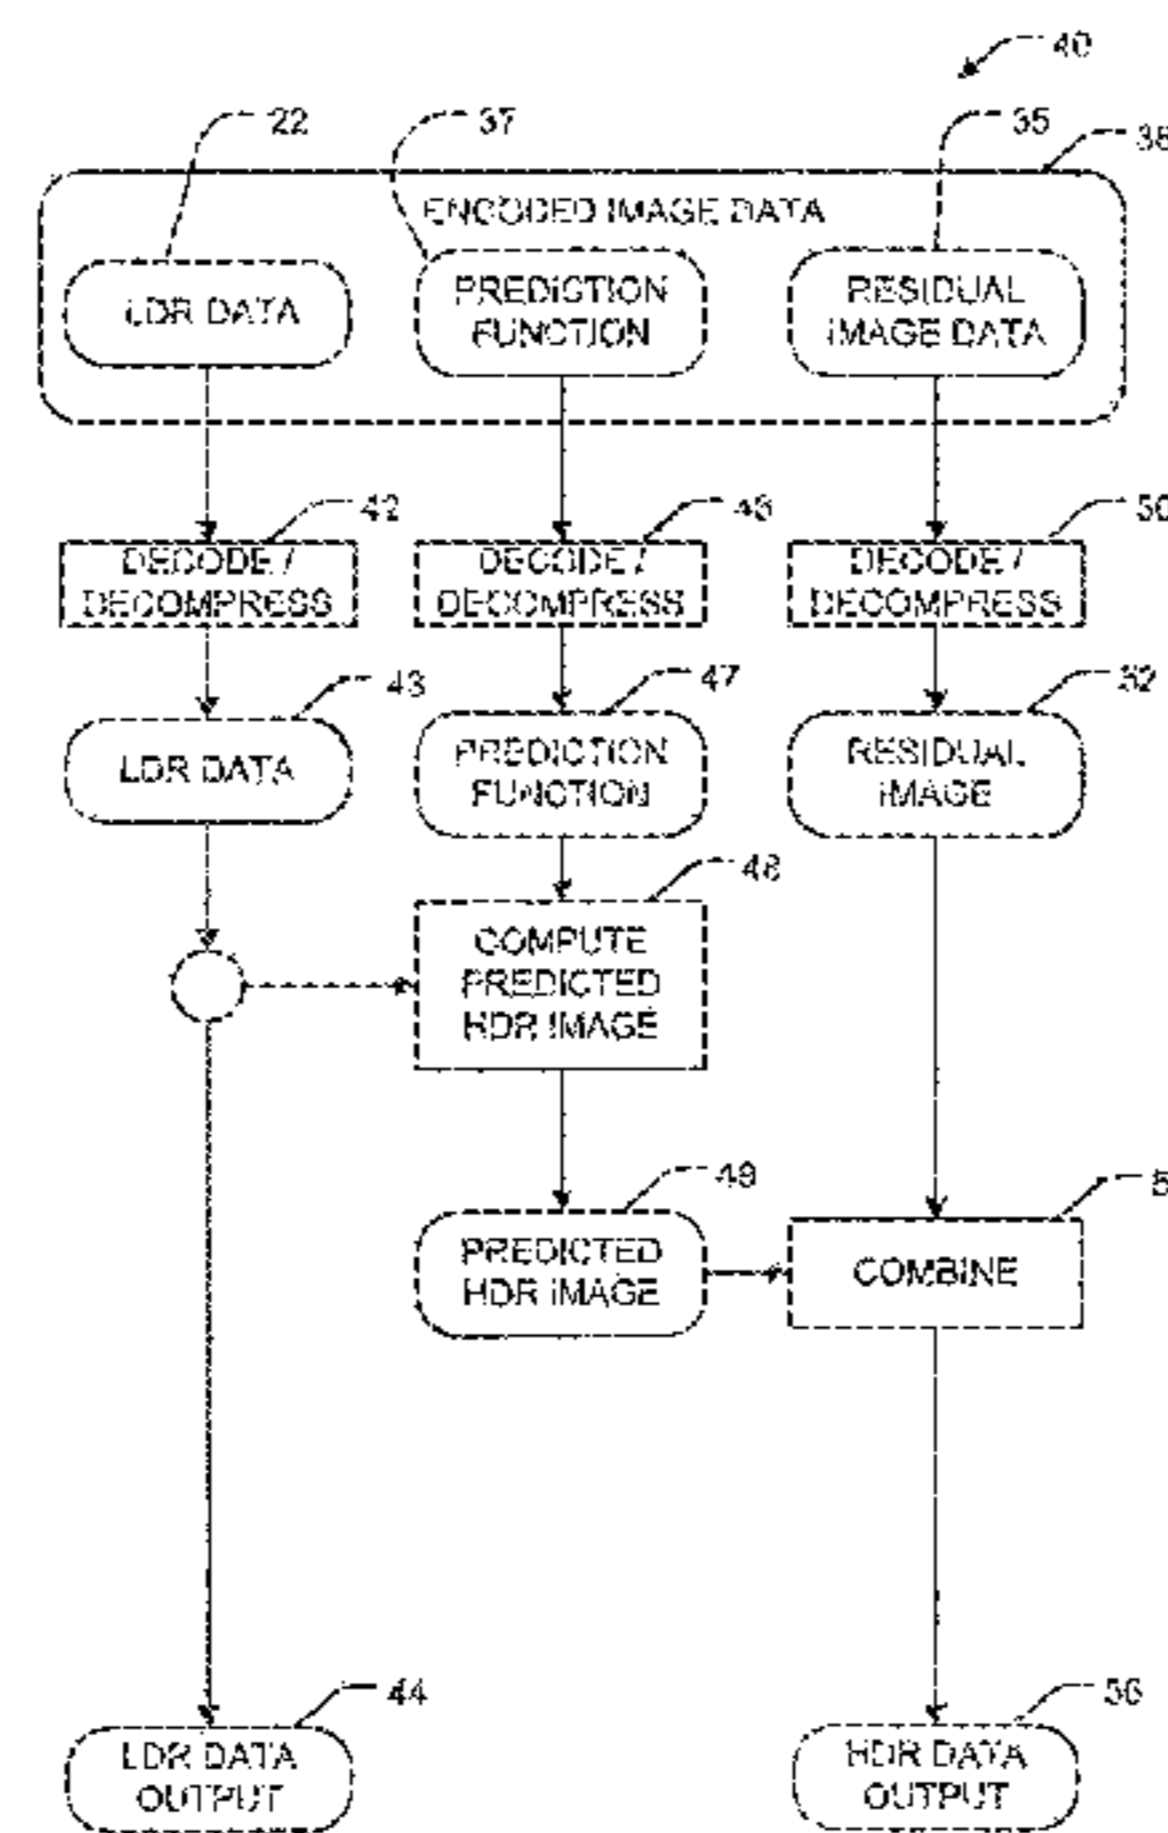 40
22
37
35
ENCODED IMAGE DATA
LDR DATA
PREDICTION
FUNCTION
RESIDUAL
IMAGE DATA
42
50
DECODE /
DECOMPRESS
DECODE /
DECOMPRESS
DECODE /
DECOMPRESS
43
47
52
LDR DATA
PREDICTION
FUNCTION
RESIDUAL
IMAGE
COMPUTE
PREDICTED
HDR IMAGE
49
PREDICTED
HDR IMAGE
COMBINE
44
56
LDR DATA
OUTPUT
HDR DATA
OUTPUT